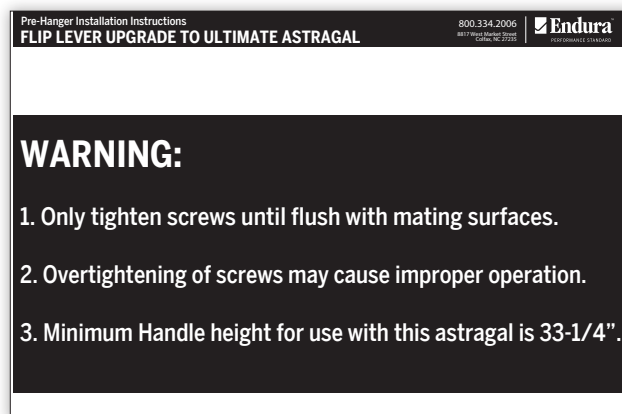 Pre-Hanger Installation Instructions
FLIP LEVER UPGRADE TO ULTIMATE ASTRAGAL
800.334.2006
8817 West Market Street
Colfax, NC 27235
Endura
PERFORMANCE STANDARD
WARNING:
1. Only tighten screws until flush with mating surfaces.
2. Overtightening of screws may cause improper operation.
3. Minimum Handle height for use with this astragal is 33-1/4”.